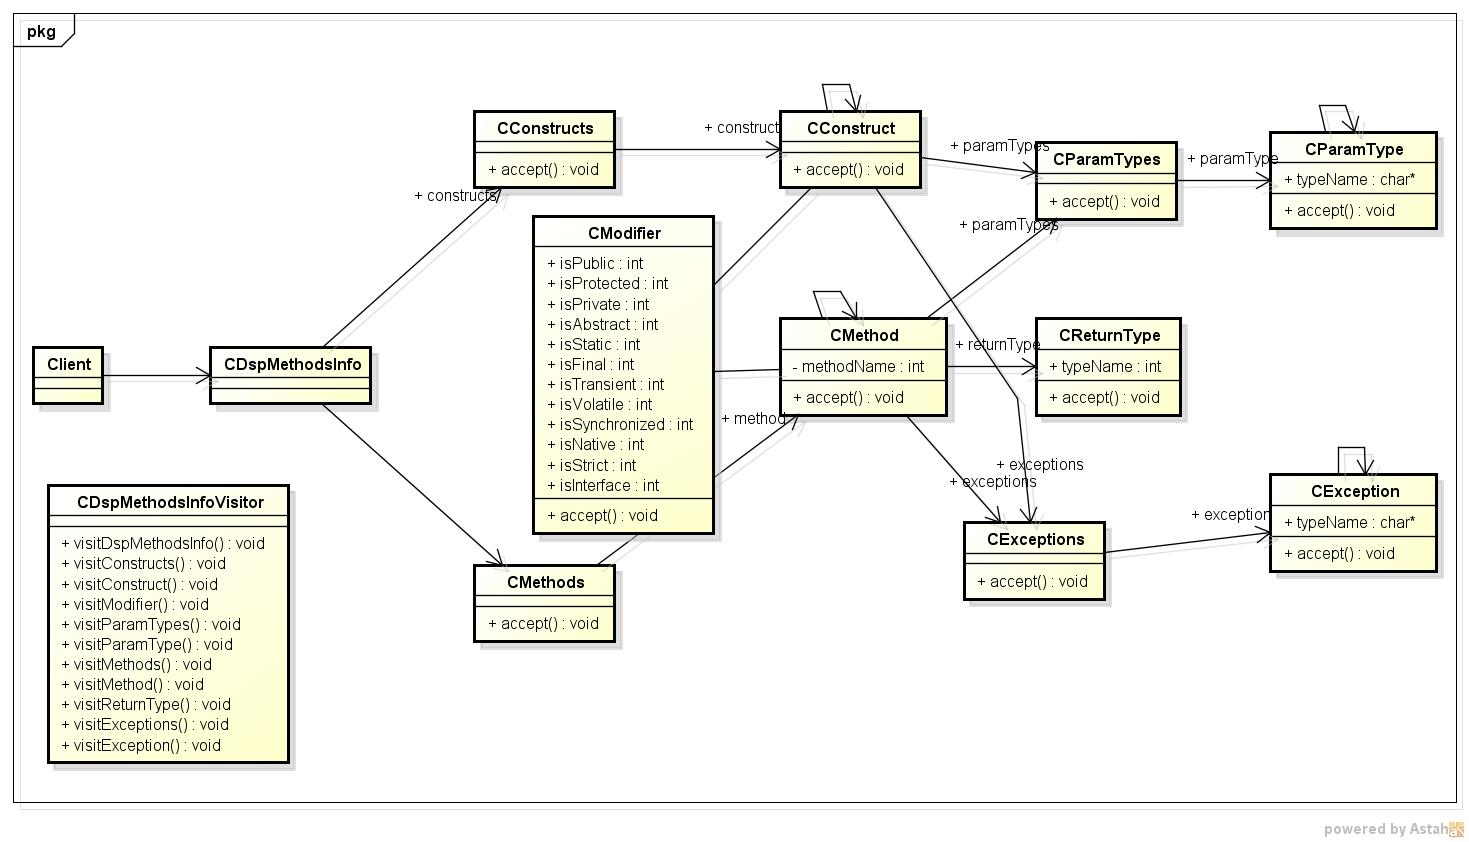 pkg
CConstructs
+ accept() : void
+ construct
CConstruct
+ accept() : void
+ paramTypes
CParamTypes
+ accept() : void
+ paramType
CParamType
+ typeName : char*
+ accept() : void
+ constructs
CModifier
+ isPublic : int
+ isProtected : int
+ isPrivate : int
+ isAbstract : int
+ isStatic : int
+ isFinal : int
+ isTransient : int
+ isVolatile : int
+ isSynchronized : int
+ isNative : int
+ isStrict : int
+ isInterface : int
+ accept() : void
+ paramTypes
Client
CDspMethodsInfo
CMethod
- methodName : int
+ accept() : void
+ returnType
CReturnType
+ typeName : int
+ accept() : void
+ method
+ exceptions
+ exceptions
CExceptions
+ accept() : void
+ exception
CException
+ typeName : char*
+ accept() : void
CDspMethodsInfoVisitor
+ visitDspMethodsInfo() : void
+ visitConstructs() : void
+ visitConstruct() : void
+ visitModifier() : void
+ visitParamTypes() : void
+ visitParamType() : void
+ visitMethods() : void
+ visitMethod() : void
+ visitReturnType() : void
+ visitExceptions() : void
+ visitException() : void
CMethods
+ accept() : void
powered by Astah